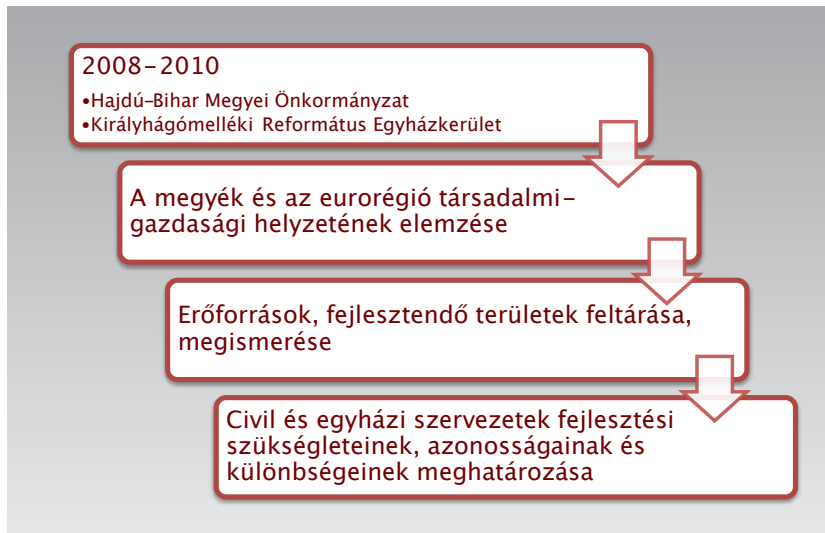 2008-2010
•Hajdú-Bihar Megyei Önkormányzat
•Királyhágómelléki Református Egyházkerület
A megyék és az eurorégió társadalmi-
gazdasági helyzetének elemzése
Erőforrások, fejlesztendő területek feltárása,
megismerése
Civil és egyházi szervezetek fejlesztési
szükségleteinek, azonosságainak és
különbségeinek meghatározása